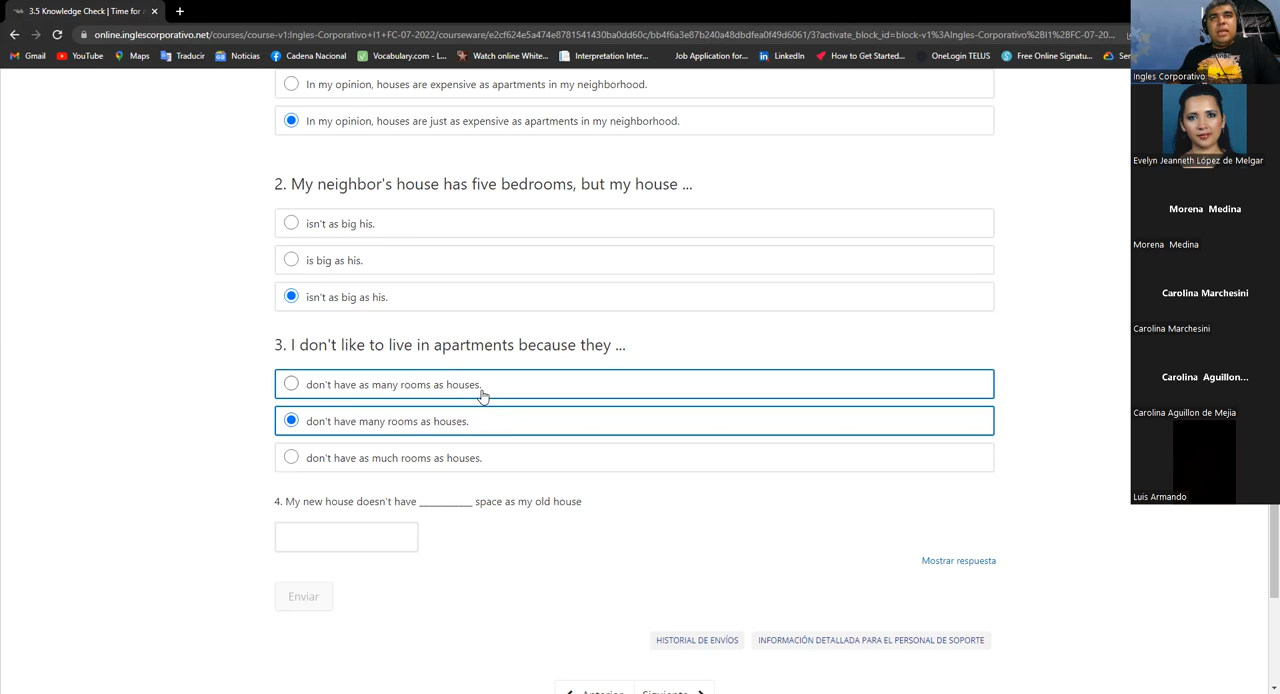 3.5 Knowledge Check | Time for
online.inglescorporativo.net/courses/course-v1:Ingles-Corporativo+I1+FC-07-2022/courseware/e2cf624e5a474e8781541430ba0dd60c/bb4f6a3e87b240a48dbdfea0f49d6061/3?activate_block_id=block-v1%3AIngles-Corporativo%2BI1%2BFC-07-20...
Gmail YouTube Maps Traducir Noticias Cadena Nacional Vocabulary.com - L... Watch online White... Interpretation Inter... Job Application for... LinkedIn How to Get Started... OneLogin TELUS Free Online Signatu... Ser
In my opinion, houses are expensive as apartments in my neighborhood.
In my opinion, houses are just as expensive as apartments in my neighborhood.
2. My neighbor's house has five bedrooms, but my house ...
isn't as big his.
is big as his.
isn't as big as his.
3. I don't like to live in apartments because they ...
don't have as many rooms as houses.
don't have many rooms as houses.
don't have as much rooms as houses.
4. My new house doesn't have __________ space as my old house
Mostrar respuesta
Enviar
HISTORIAL DE ENVÍOS
INFORMACIÓN DETALLADA PARA EL PERSONAL DE SOPORTE
Anterior
Siguiente
Ingles Corporativo
Evelyn Jeanneth López de Melgar
Morena Medina
Morena Medina
Carolina Marchesini
Carolina Marchesini
Carolina Aguillon...
Carolina Aguillon de Mejia
Luis Armando